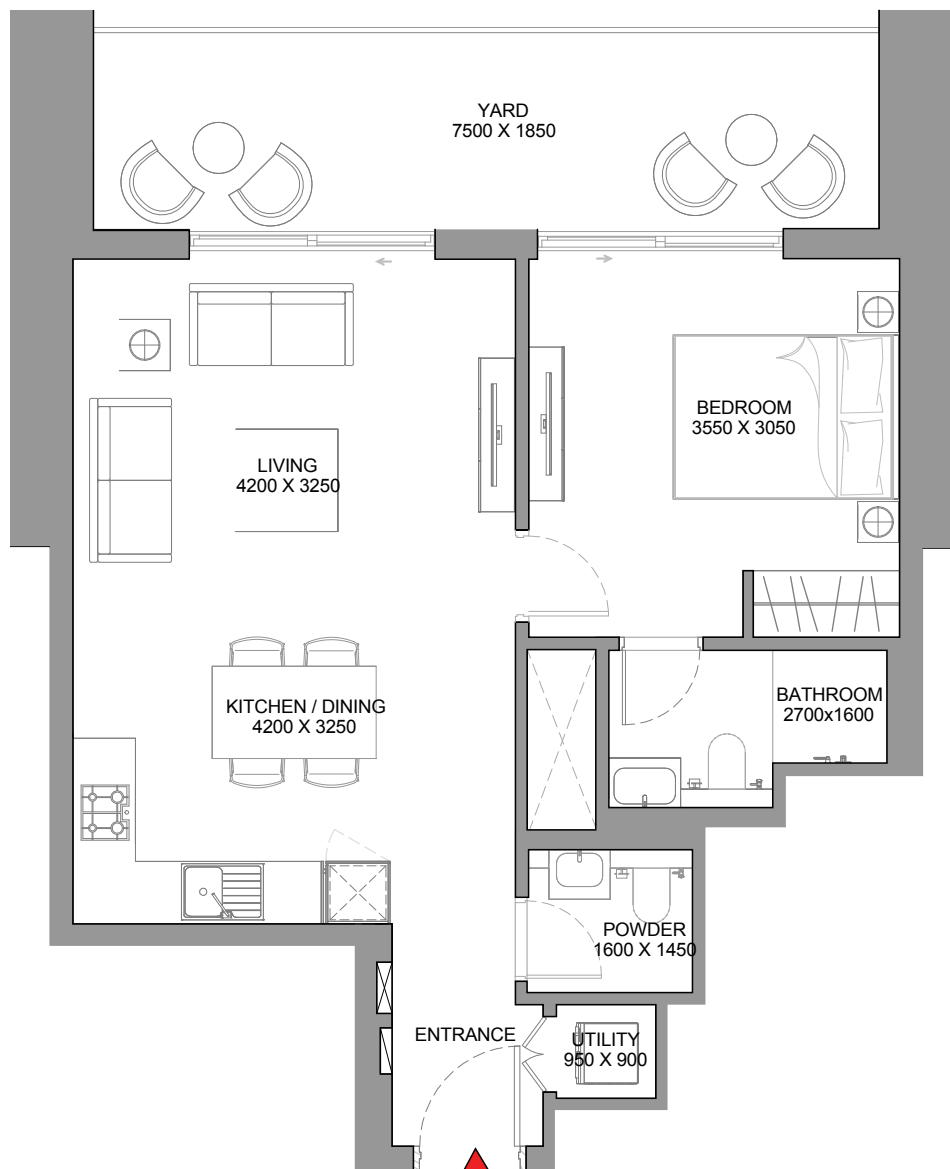 YARD
7500 X 1850
BEDROOM
3550 X 3050
LIVING
4200 X 3250
KITCHEN / DINING
4200 X 3250
BATHROOM
2700x1600
POWDER
1600 X 1450
ENTRANCE
UTILITY
950 X 900